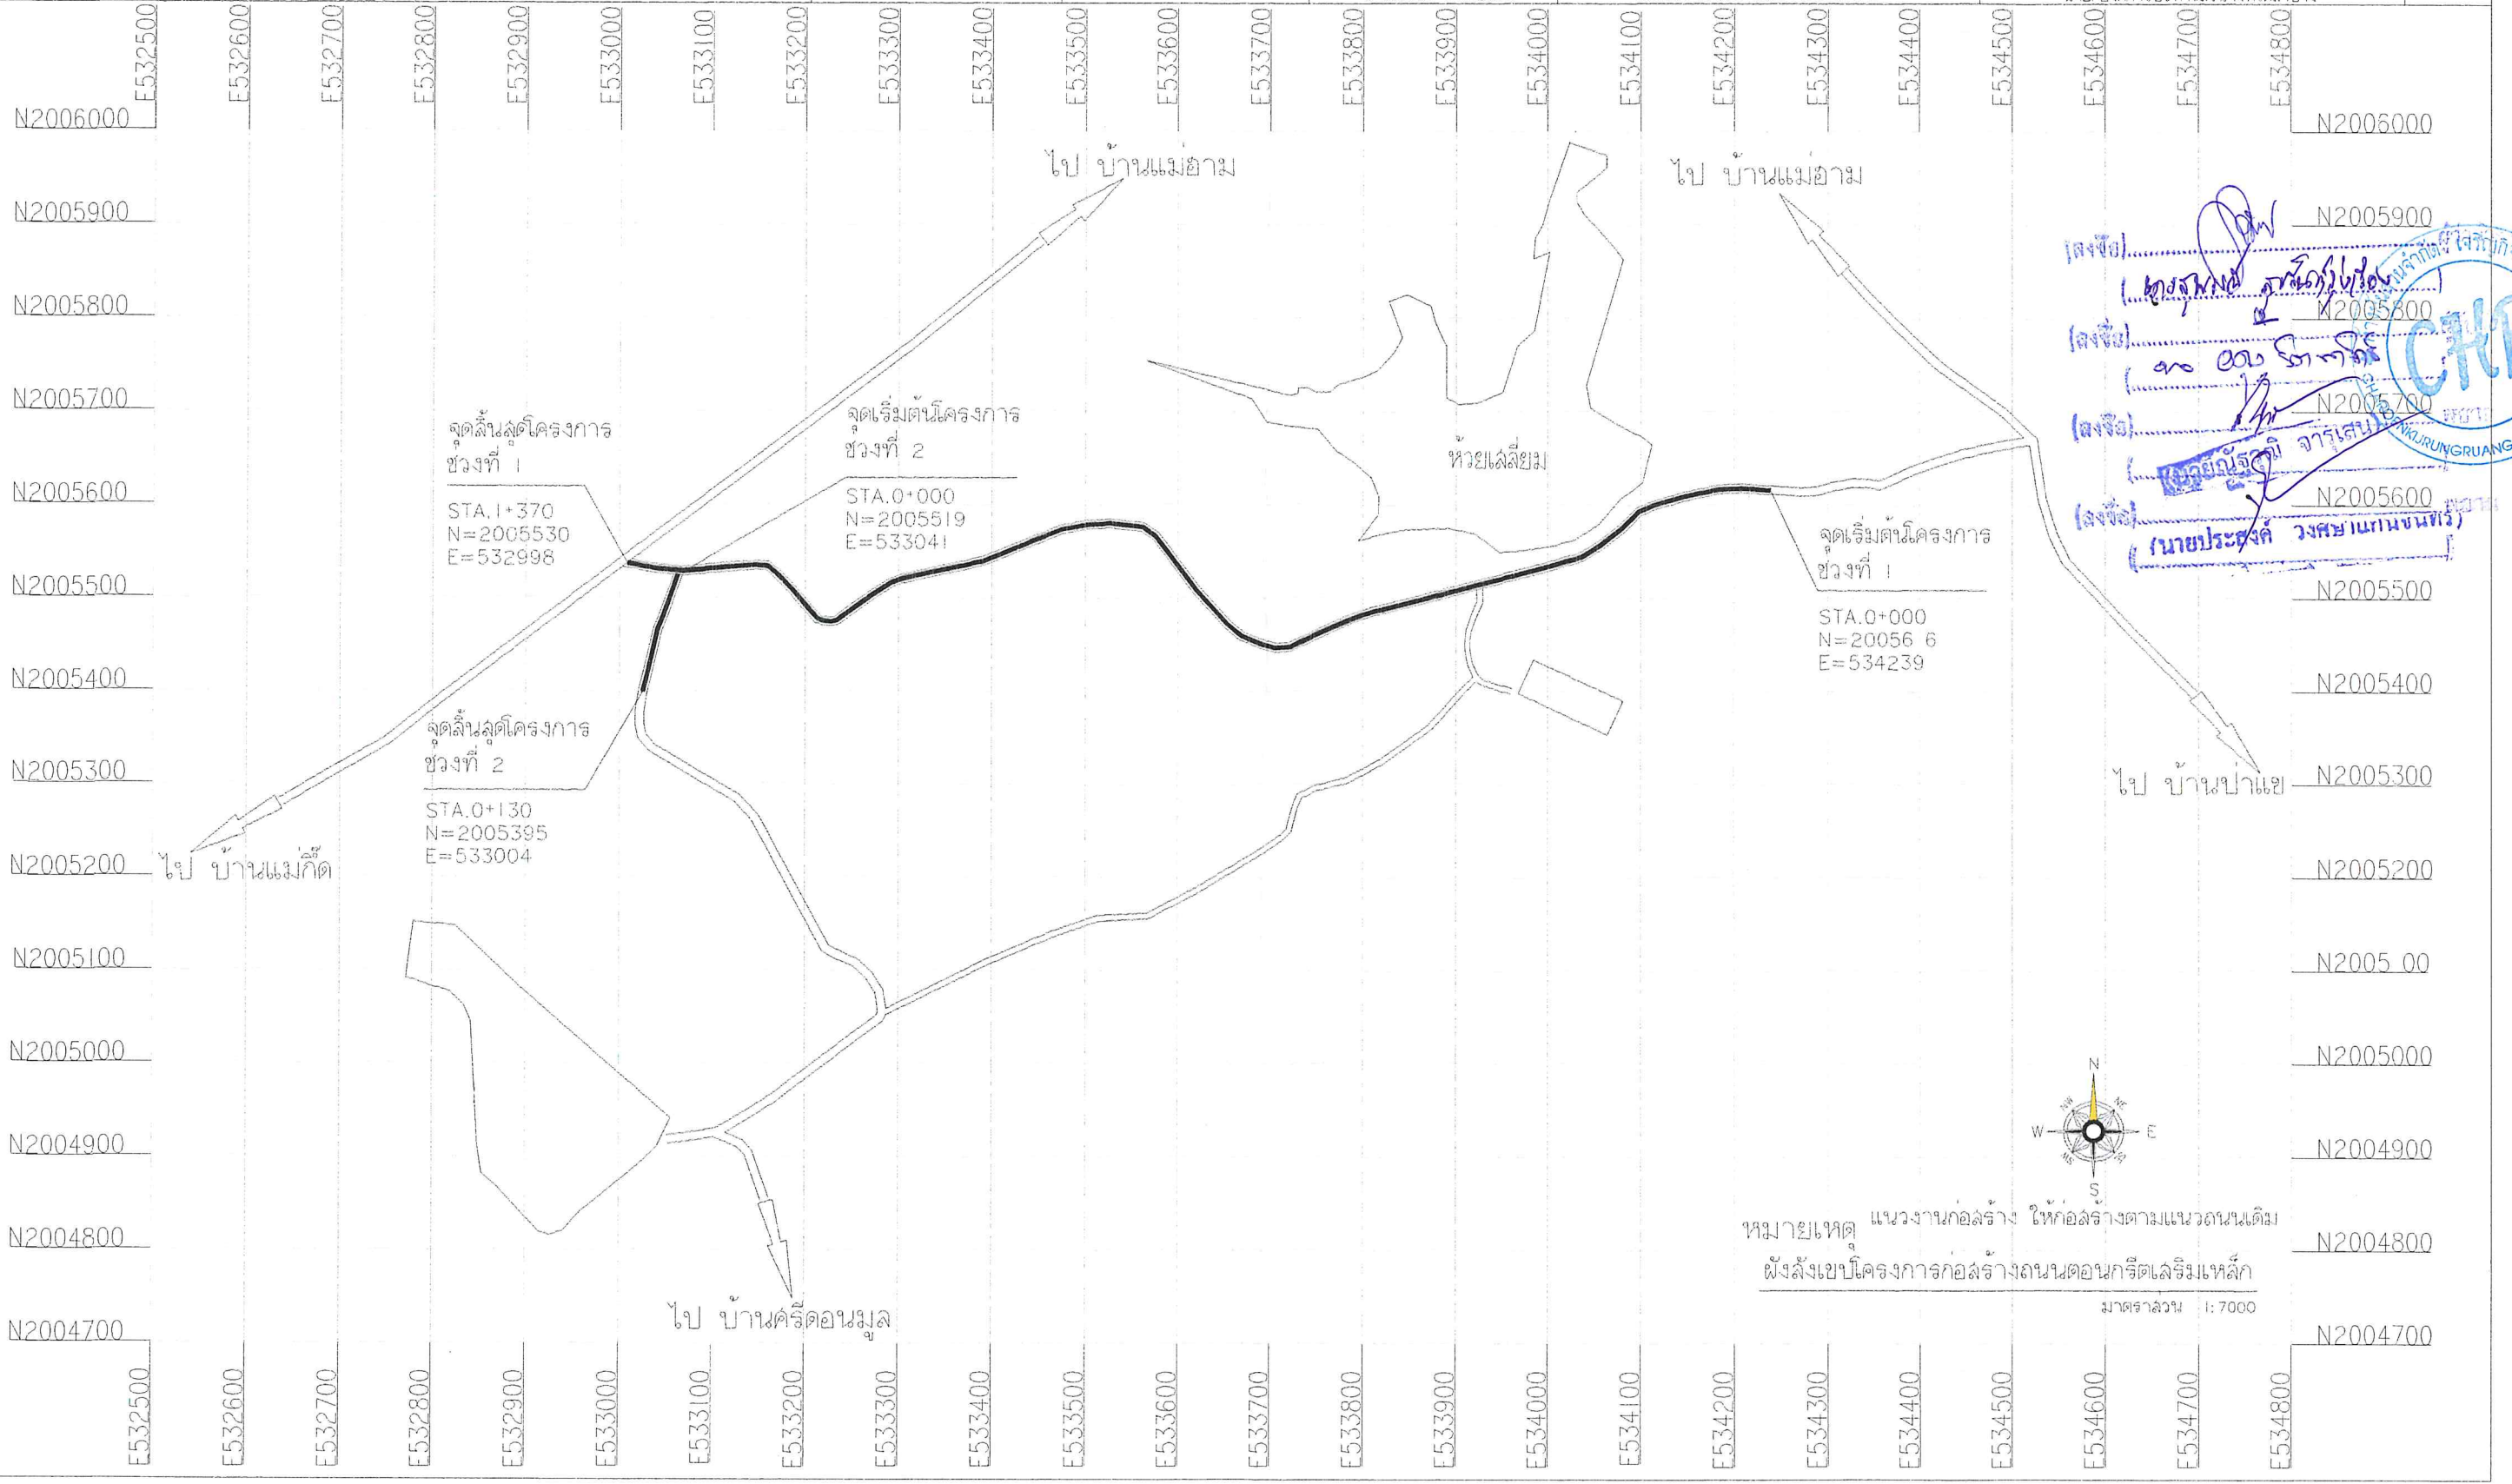 E532500
E532600
E532700
E532800
E532900
E533000
E533100
E533200
E533300
E533400
E533500
E533600
E533700
E533800
E533900
E534000
E534100
E534200
E534300
E534400
E534500
E534600
E534700
E534800
N2006000
N2005900
N2005800
N2005700
N2005600
N2005500
N2005400
N2005300
N2005200
N2005100
N2005000
N2004900
N2004800
N2004700
ไป บ้านแม่ฮาม
ไป บ้านแม่ฮาม
จุดสิ้นสุดโครงการ
ช่วงที่ 1
STA.1+370
N=2005530
E=532998
จุดเริ่มต้นโครงการ
ช่วงที่ 2
STA.0+000
N=2005519
E=533041
ห้วยเสลี่ยม
จุดเริ่มต้นโครงการ
ช่วงที่ 1
STA.0+000
N=20056 6
E=534239
จุดสิ้นสุดโครงการ
ช่วงที่ 2
STA.0+130
N=2005395
E=533004
ไป บ้านแม่กึ๊ด
ไป บ้านป่าแข
ไป บ้านศรีดอนมูล
N2006000
N2005900
N2005800
N2005700
N2005600
N2005500
N2005400
N2005300
N2005200
N2005 00
N2005000
N2004900
N2004800
N2004700
(ลงชื่อ)
(ลงชื่อ)
(ลงชื่อ)
จารุเสน)
(ลงชื่อ)
(นายประสงค์
N
NE
E
S
W
NW
หมายเหตุ แนวงานก่อสร้าง ให้ก่อสร้างตามแนวถนนเดิม
ผังสังเขปโครงการก่อสร้างถนนคอนกรีตเสริมเหล็ก
มาตราส่วน 1:7000
E532500
E532600
E532700
E532800
E532900
E533000
E533100
E533200
E533300
E533400
E533500
E533600
E533700
E533800
E533900
E534000
E534100
E534200
E534300
E534400
E534500
E534600
E534700
E534800